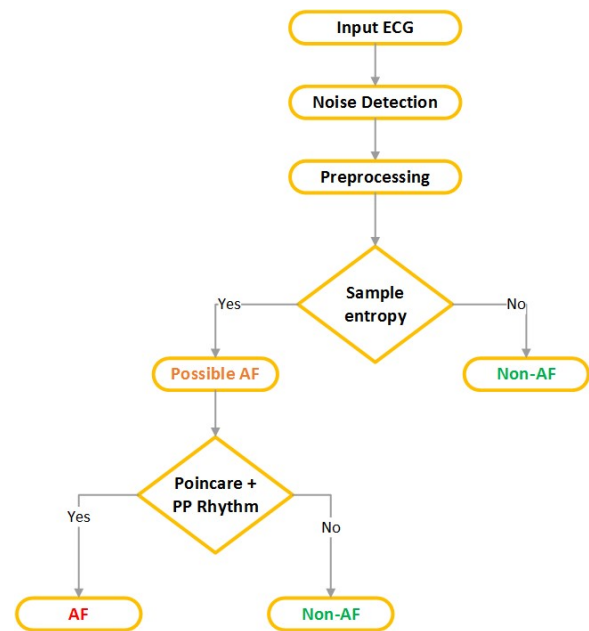 Input ECG
Noise Detection
Preprocessing
Sample
entropy
Yes
No
Possible AF
Non-AF
Poincare +
PP Rhythm
Yes
No
AF
Non-AF